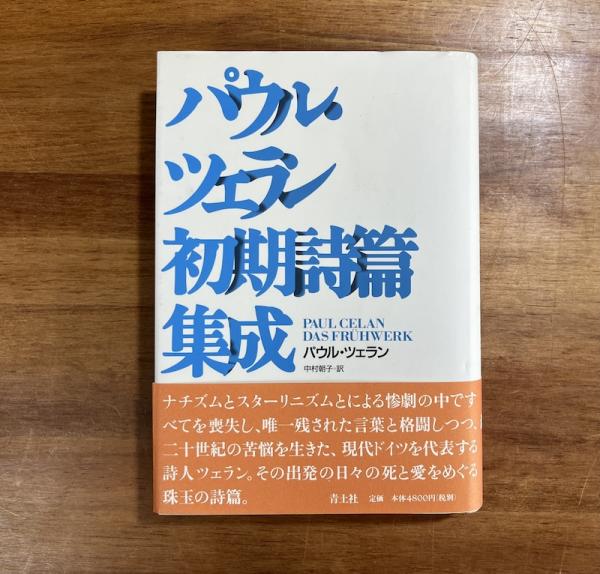 パウル・
ツェラン
初期詩篇
集成
PAUL CELAN
DAS FRÜHWERK
パウル・ツェラン
中村朝子=訳
ナチズムとスターリニズムとによる惨劇の中です
べてを喪失し、唯一残された言葉と格闘しつつ、
二十世紀の苦悩を生きた、現代ドイツを代表する
詩人ツェラン。その出発の日々の死と愛をめぐる
珠玉の詩篇。
青土社 定価 本体4800円(税別)